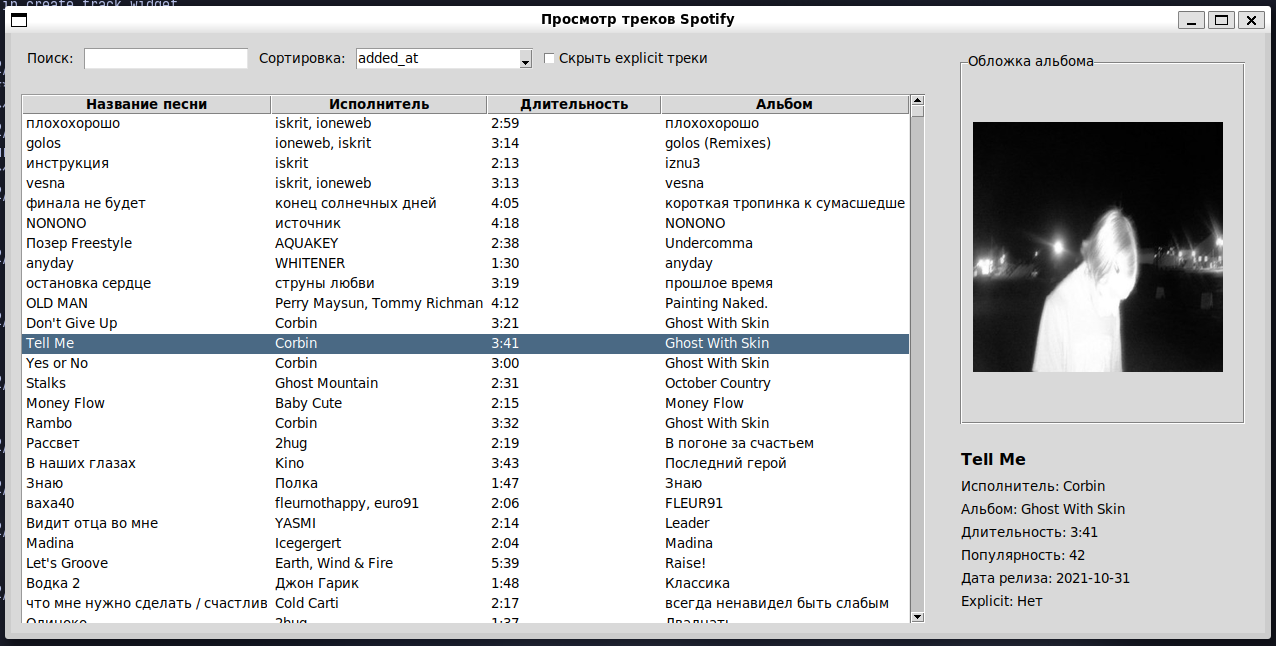 in create_track_widget
Просмотр треков Spotify
Поиск: Сортировка: added_at Скрыть explicit треки
Обложка альбома
Название песни Исполнитель Длительность Альбом
плохохорошо iskrit, ioneweb 2:59 плохохорошо
golos ioneweb, iskrit 3:14 golos (Remixes)
инструкция iskrit 2:13 iznu3
vesna iskrit, ioneweb 3:13 vesna
финала не будет конец солнечных дней 4:05 короткая тропинка к сумасшедше
NONONO источник 4:18 NONONO
Позер Freestyle AQUAKEY 2:38 Undercomma
anyday WHITENER 1:30 anyday
остановка сердце струны любви 3:19 прошлое время
OLD MAN Perry Maysun, Tommy Richman 4:12 Painting Naked.
Don't Give Up Corbin 3:21 Ghost With Skin
Tell Me Corbin 3:41 Ghost With Skin
Yes or No Corbin 3:00 Ghost With Skin
Stalks Ghost Mountain 2:31 October Country
Money Flow Baby Cute 2:15 Money Flow
Rambo Corbin 3:32 Ghost With Skin
Рассвет 2hug 2:19 В погоне за счастьем
В наших глазах Kino 3:43 Последний герой
Знаю Полка 1:47 Знаю
ваха40 fleurnothappy, euro91 2:06 FLEUR91
Видит отца во мне YASMI 2:14 Leader
Madina Icegergert 2:04 Madina
Let's Groove Earth, Wind & Fire 5:39 Raise!
Водка 2 Джон Гарик 1:48 Классика
что мне нужно сделать / счастлив Cold Carti 2:17 всегда ненавидел быть слабым
Одиноко 2hug 1:37
Tell Me
Исполнитель: Corbin
Альбом: Ghost With Skin
Длительность: 3:41
Популярность: 42
Дата релиза: 2021-10-31
Explicit: Нет